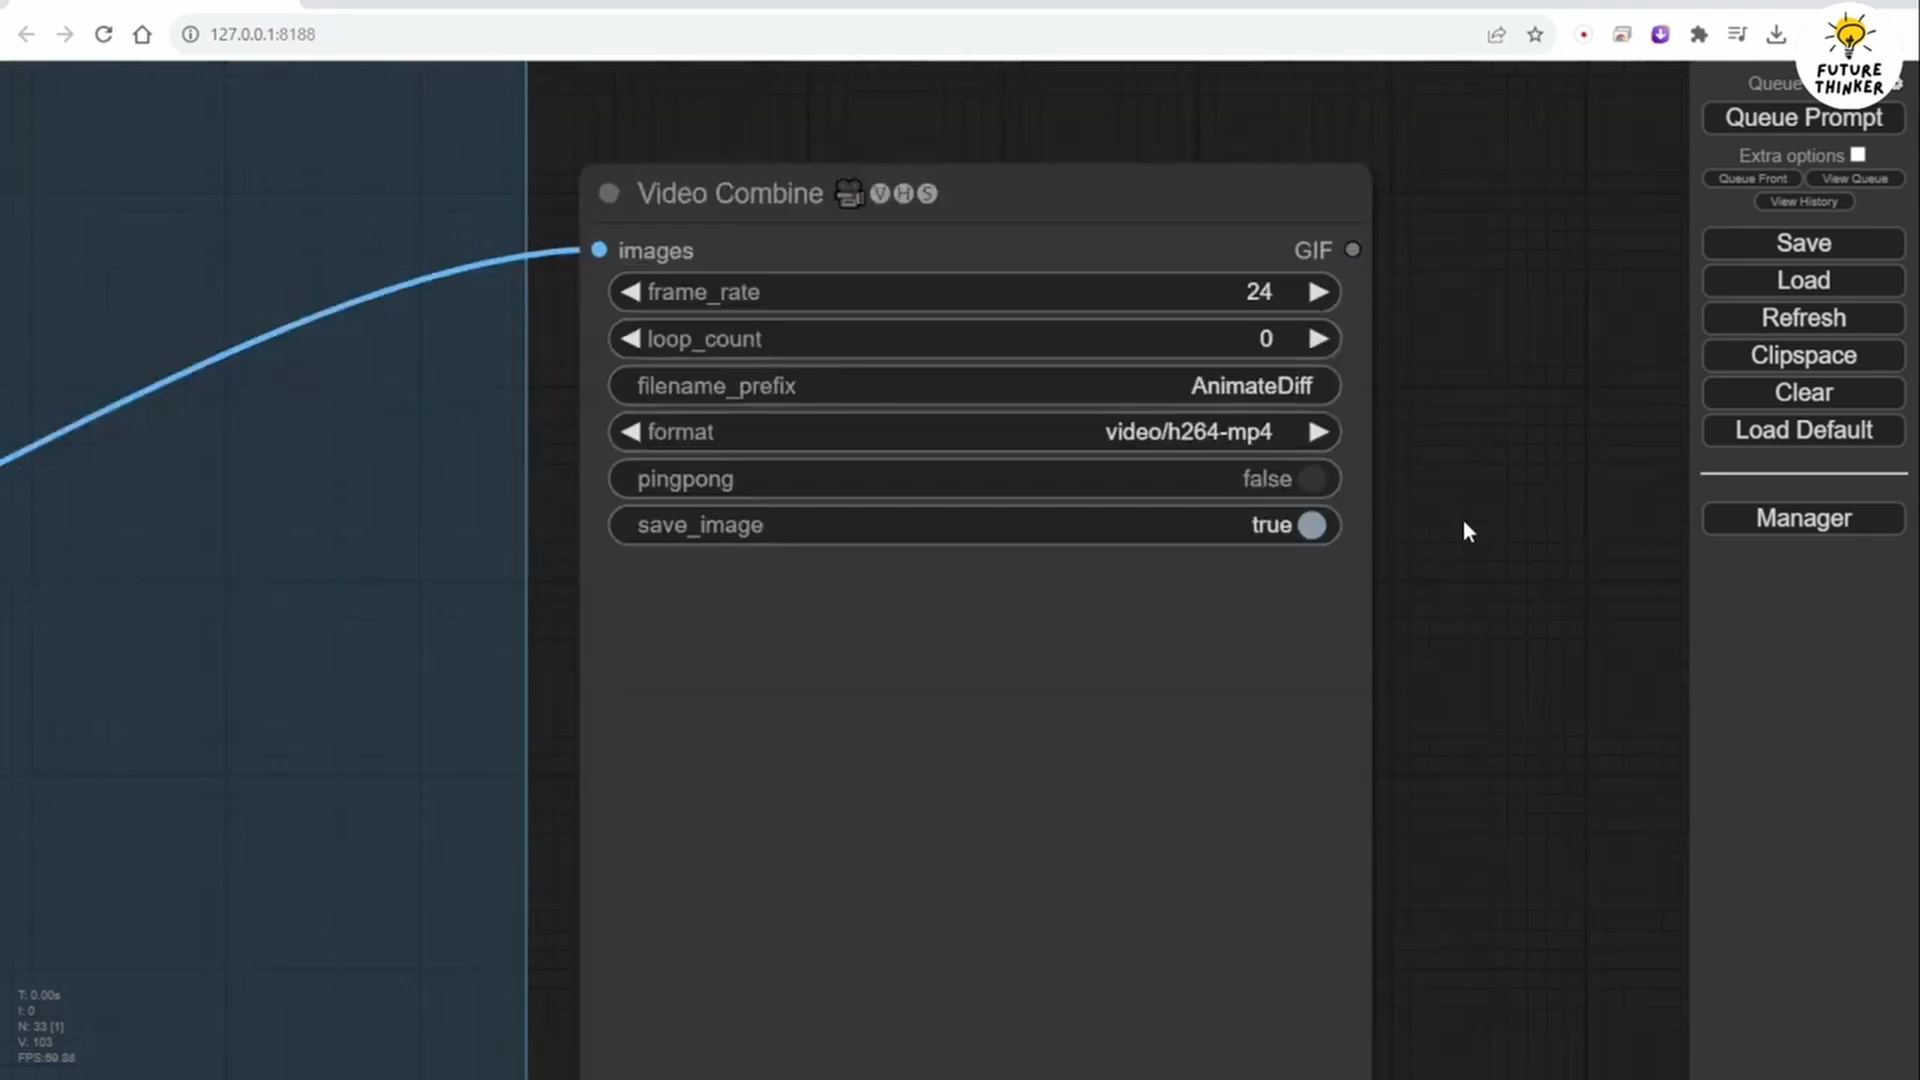 127.0.0.1:8188
FUTURE
THINKER
Queue
Queue Prompt
Extra options
Queue Front
View Queue
View History
Save
Load
Refresh
Clipspace
Clear
Load Default
Manager
Video Combine VHS
images
GIF
frame_rate
24
loop_count
0
filename_prefix
AnimateDiff
format
video/h264-mp4
pingpong
false
save_image
true
T: 0.00s
I: 0
N: 33 [1]
V: 103